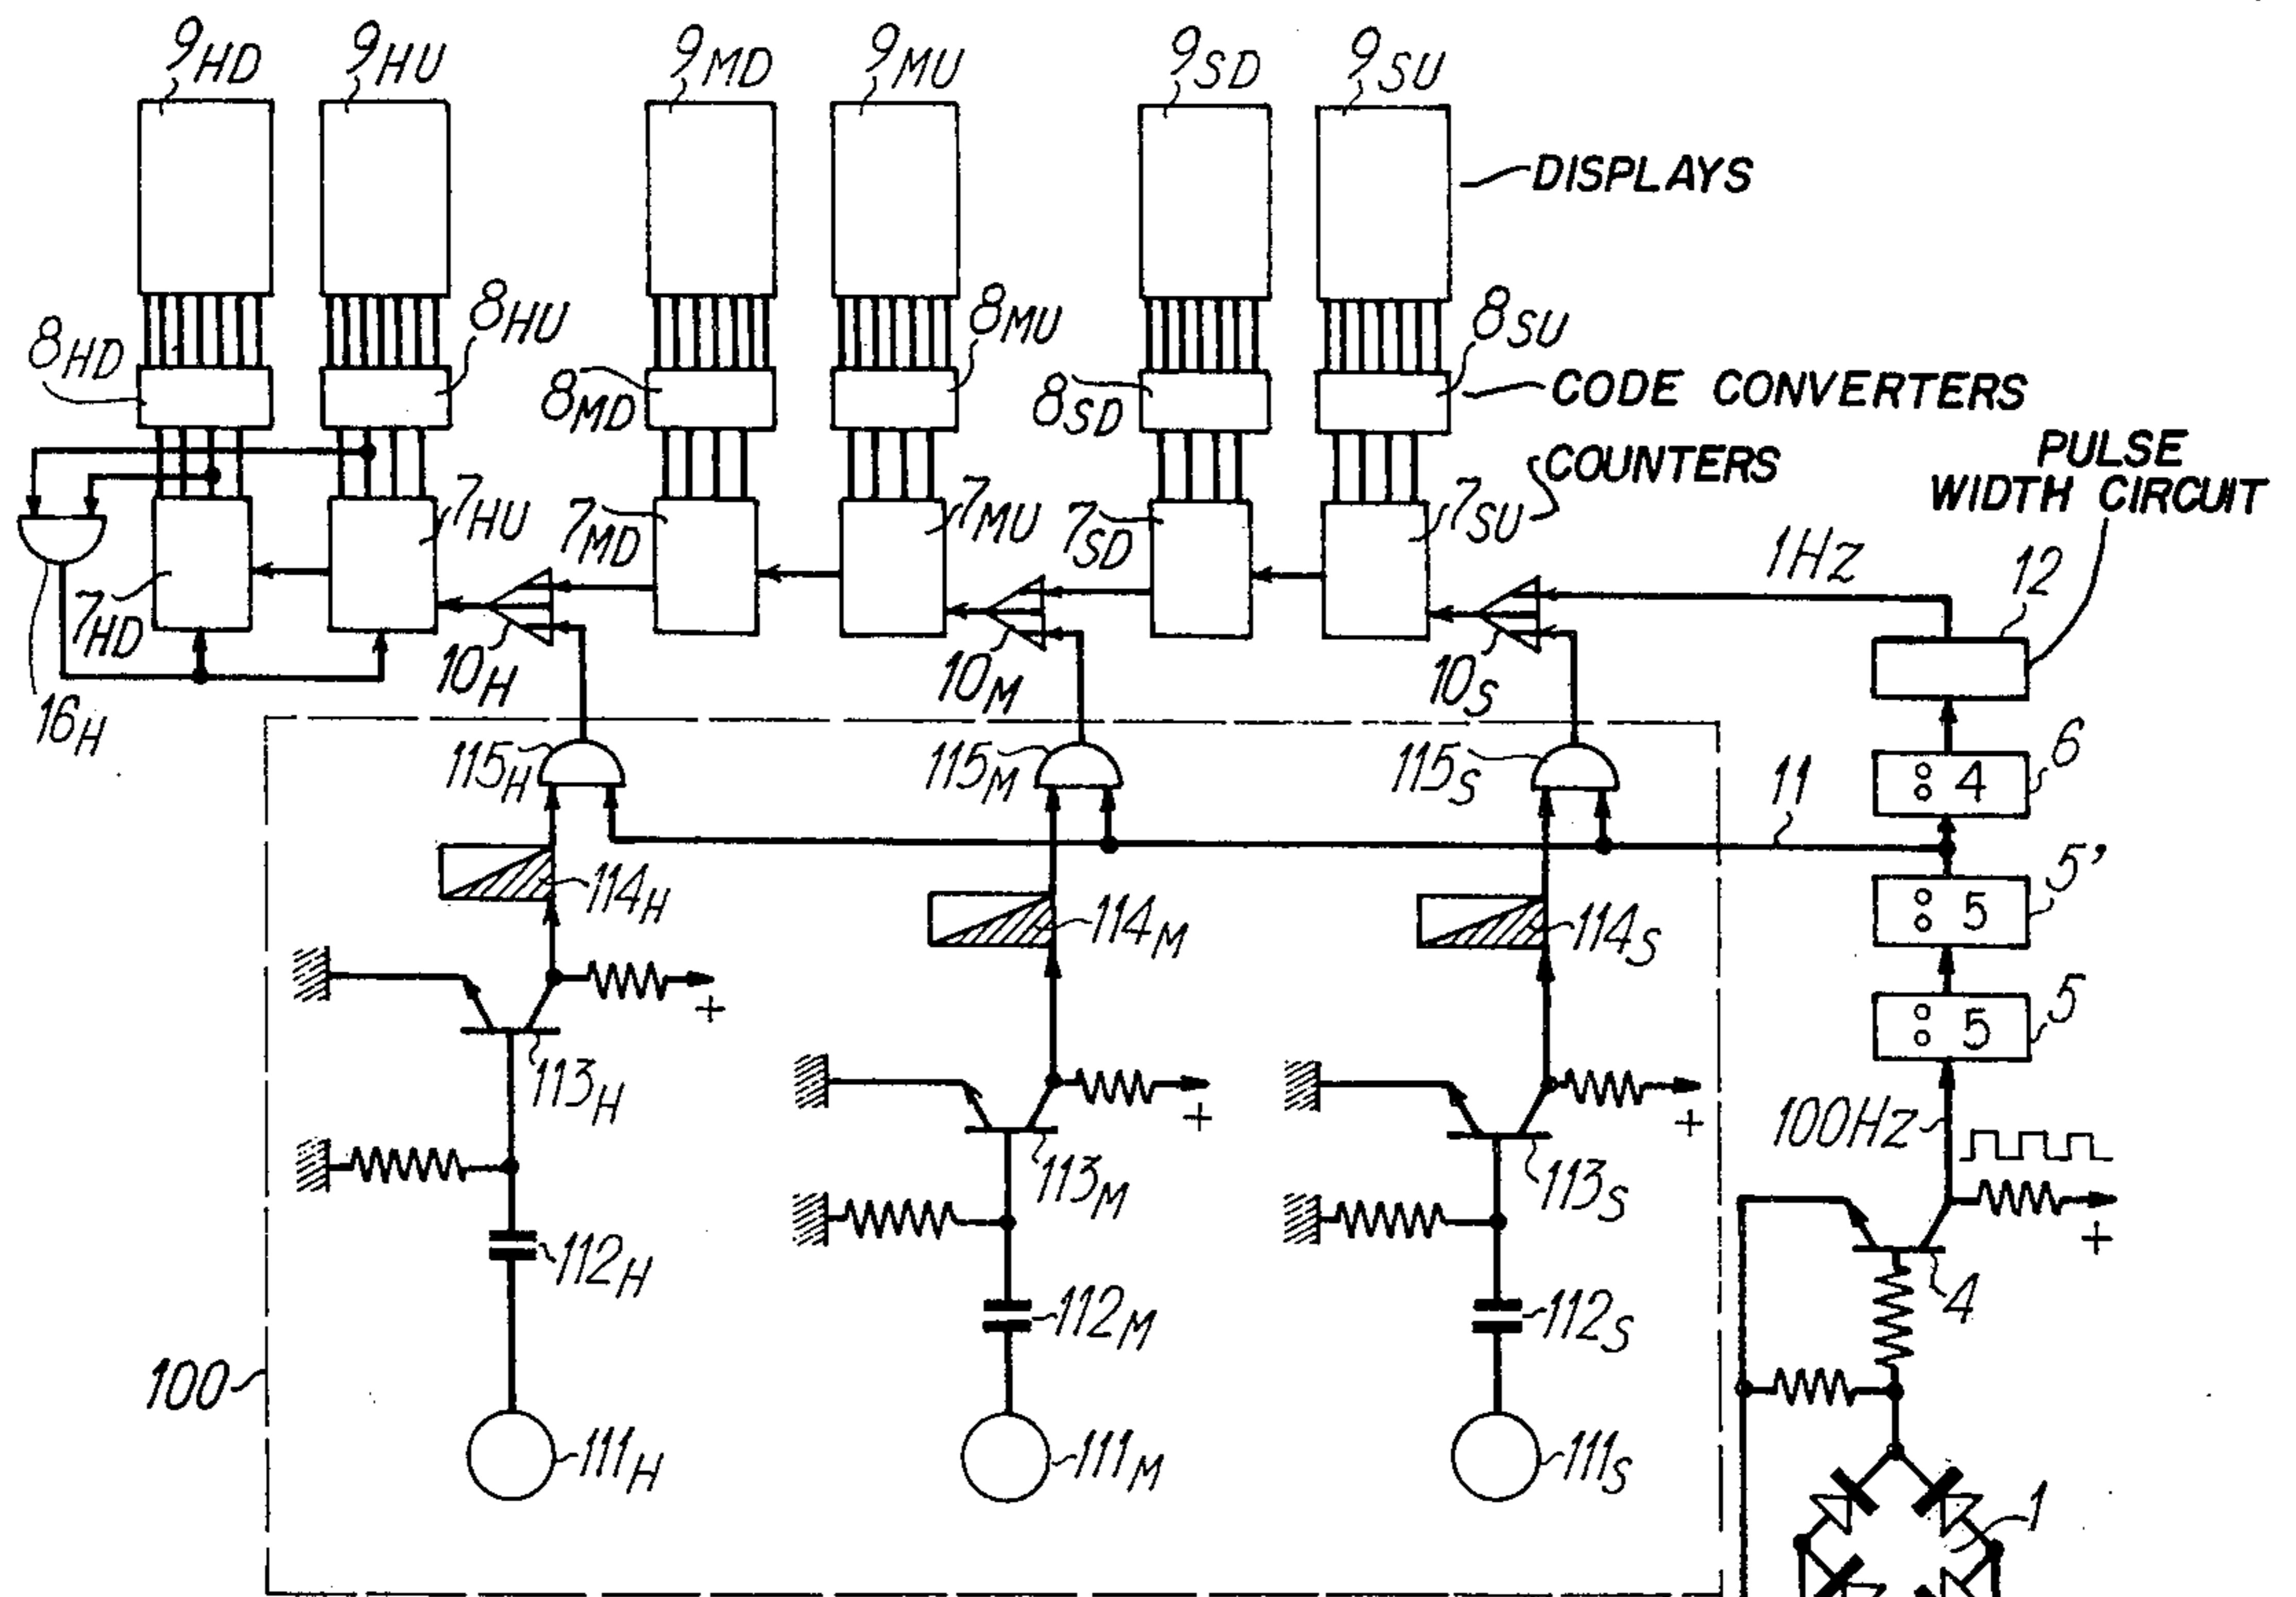 9HD 9HU 9MD 9MU 9SD 9SU
DISPLAYS
8HD 8HU 8MD 8MU 8SD 8SU
CODE CONVERTERS
COUNTERS
PULSE
WIDTH CIRCUIT
7HD 7HU 7MD 7MU 7SD 7SU
1HZ
12
16H 10H 10M 10S
115H 115M 115S
11
4 6
5 5'
5 5
114H 114M 114S
+
113H
100HZ
+ + +
113M 113S
4
112H 112M 112S
100
111H 111M 111S
1